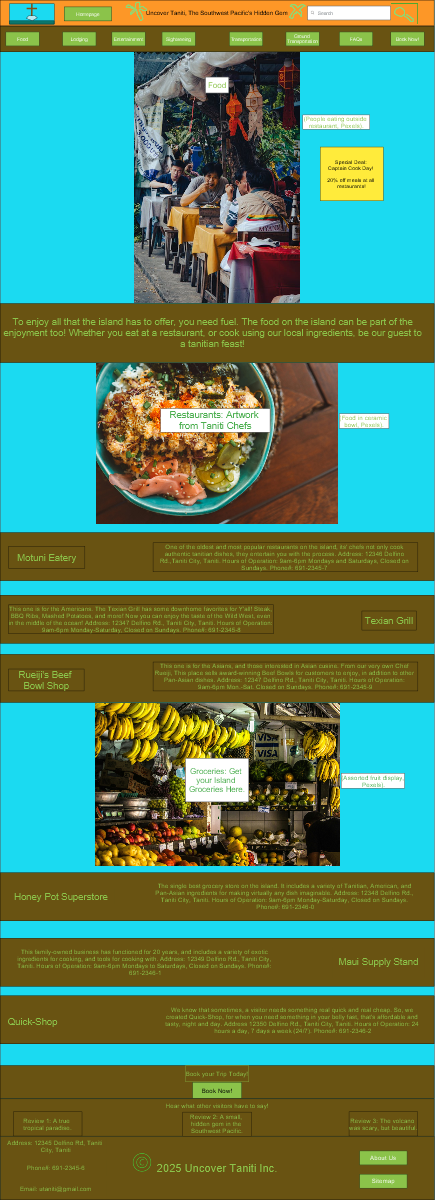 Homepage
Uncover Taniti, The Southwest Pacific's Hidden Gem
Search
Food
Lodging
Entertainment
Sightseeing
Transportation
Ground
Transportation
FAQs
Book Now!
Food
(People eating outside
restaurant, Pexels).
Special Deal:
Captain Cook Day!
20% off meals at all
restaurants!
To enjoy all that the island has to offer, you need fuel. The food on the island can be part of the
enjoyment too! Whether you eat at a restaurant, or cook using our local ingredients, be our guest to
a tanitian feast!
Restaurants: Artwork
from Taniti Chefs
(Food in ceramic
bowl, Pexels).
Motuni Eatery
One of the oldest and most popular restaurants on the island, its' chefs not only cook
authentic tanitian dishes, they entertain you with the process. Address: 12346 Delfino
Rd., Taniti City, Taniti. Hours of Operation: 9am-6pm Mondays and Saturdays, Closed on
Sundays. Phone#: 691-2345-7
This one is for the Americans. The Texian Grill has some downhome favorites for Y'all! Steak,
BBQ Ribs, Mashed Potatoes, and more! Now you can enjoy the taste of the Wild West, even
in the middle of the ocean! Address: 12347 Delfino Rd., Taniti City, Taniti. Hours of Operation:
9am-6pm Monday-Saturday, Closed on Sundays. Phone#: 691-2345-8
Texian Grill
Rueiji's Beef
Bowl Shop
This one is for the Asians, and those interested in Asian cuisine. From our very own Chef
Rueiji, This place sells award-winning Beef Bowls for customers to enjoy, in addition to other
Pan-Asian dishes. Address: 12347 Delfino Rd., Taniti City, Taniti. Hours of Operation:
9am-6pm Mon.-Sat. Closed on Sundays. Phone#: 691-2345-9
VISA
VISA
Groceries: Get
your Island
Groceries Here.
(Assorted fruit display,
Pexels).
Honey Pot Superstore
The single best grocery store on the island. It includes a variety of Tanitian, American, and
Pan-Asian ingredients for making virtually any dish imaginable. Address: 12348 Delfino Rd.,
Taniti City, Taniti. Hours of Operation: 9am-6pm Monday-Saturday, Closed on Sundays.
Phone#: 691-2346-0
This family-owned business has functioned for 20 years, and includes a variety of exotic
ingredients for cooking, and tools for cooking with. Address: 12349 Delfino Rd., Taniti City,
Taniti. Hours of Operation: 9am-6pm Mondays to Saturdays, Closed on Sundays. Phone#:
691-2346-1
Maui Supply Stand
Quick-Shop
We know that sometimes, a visitor needs something real quick and real cheap. So, we
created Quick-Shop, for when you need something in your belly fast, that's affordable and
tasty, night and day. Address 12350 Delfino Rd., Taniti City, Taniti. Hours of Operation: 24
hours a day, 7 days a week (24/7). Phone#: 691-2346-2
Book your Trip Today!
Book Now!
Hear what other visitors have to say!
Review 1: A true
tropical paradise.
Review 2: A small,
hidden gem in the
Southwest Pacific.
Review 3: The volcano
was scary, but beautiful
Address: 12345 Delfino Rd, Taniti
City, Taniti
Phone#: 691-2345-6
Email: utaniti@gmail.com
© 2025 Uncover Taniti Inc.
About Us
Sitemap